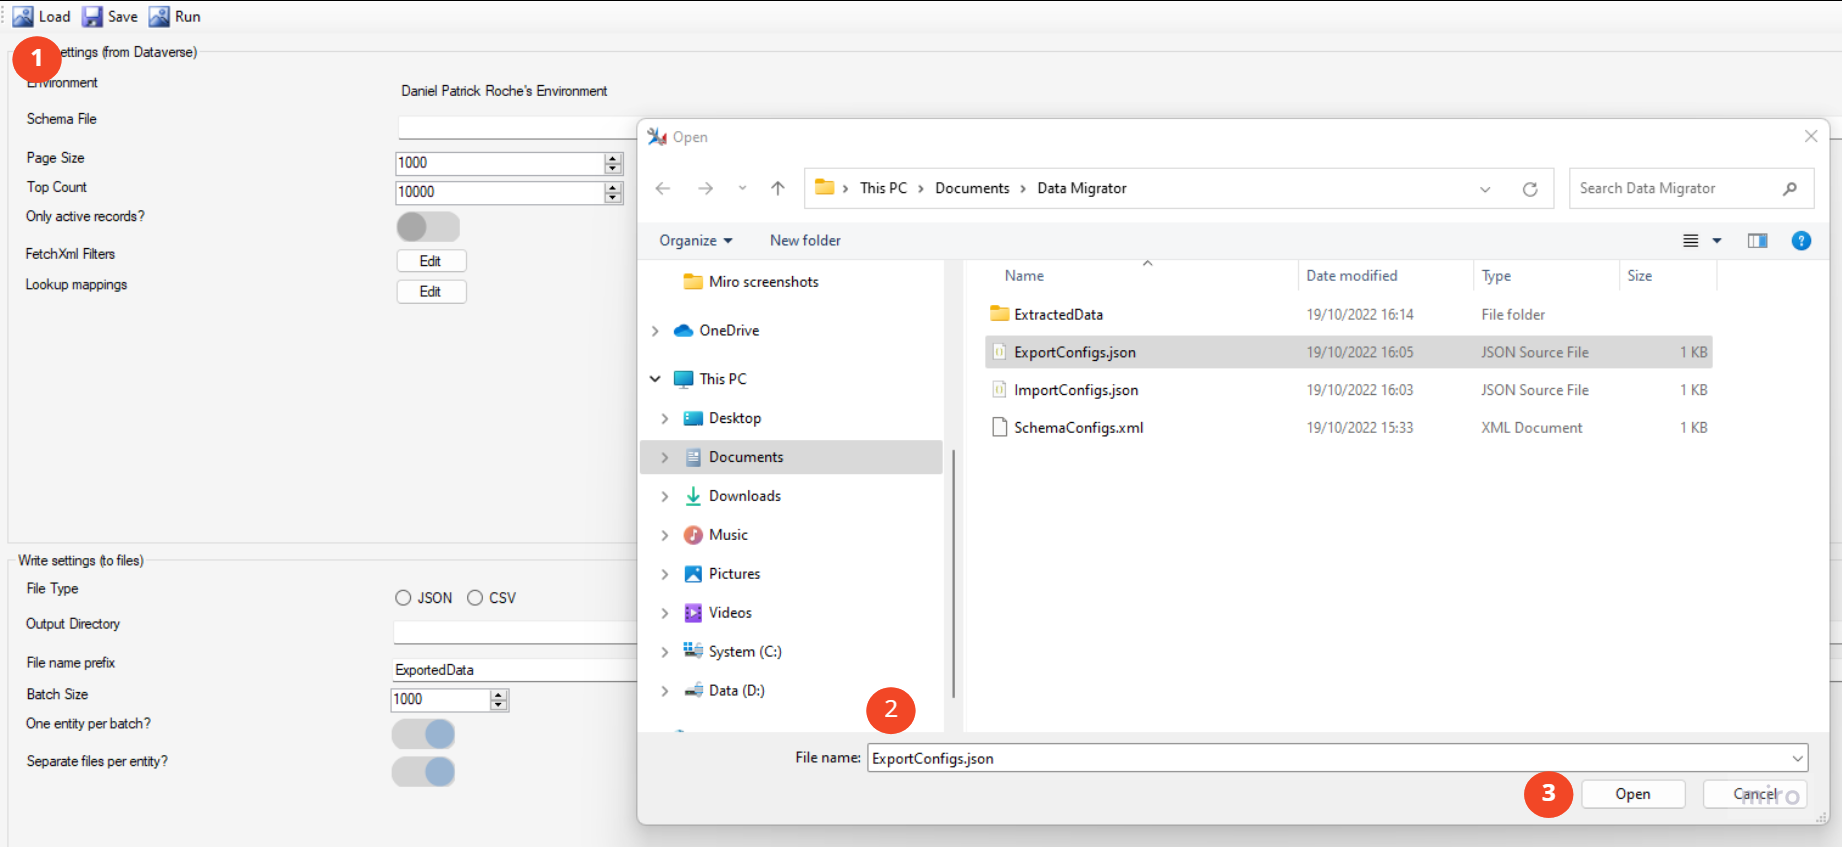 Load Save Run
1
ettings (from Dataverse)
Environment
Daniel Patrick Roche's Environment
Schema File
Page Size
1000
Top Count
10000
Only active records?
FetchXml Filters
Edit
Lookup mappings
Edit
Write settings (to files)
File Type
JSON CSV
Output Directory
File name prefix
ExportedData
Batch Size
1000
One entity per batch?
Separate files per entity?
Open
This PC > Documents > Data Migrator
Search Data Migrator
Organize New folder
?
Miro screenshots
OneDrive
This PC
Desktop
Documents
Downloads
Music
Pictures
Videos
System (C:)
Data (D:)
Name Date modified Type Size
ExtractedData 19/10/2022 16:14 File folder
ExportConfigs.json 19/10/2022 16:05 JSON Source File 1 KB
ImportConfigs.json 19/10/2022 16:03 JSON Source File 1 KB
SchemaConfigs.xml 19/10/2022 15:33 XML Document 1 KB
2
File name: ExportConfigs.json
3
Open Cancel
miro